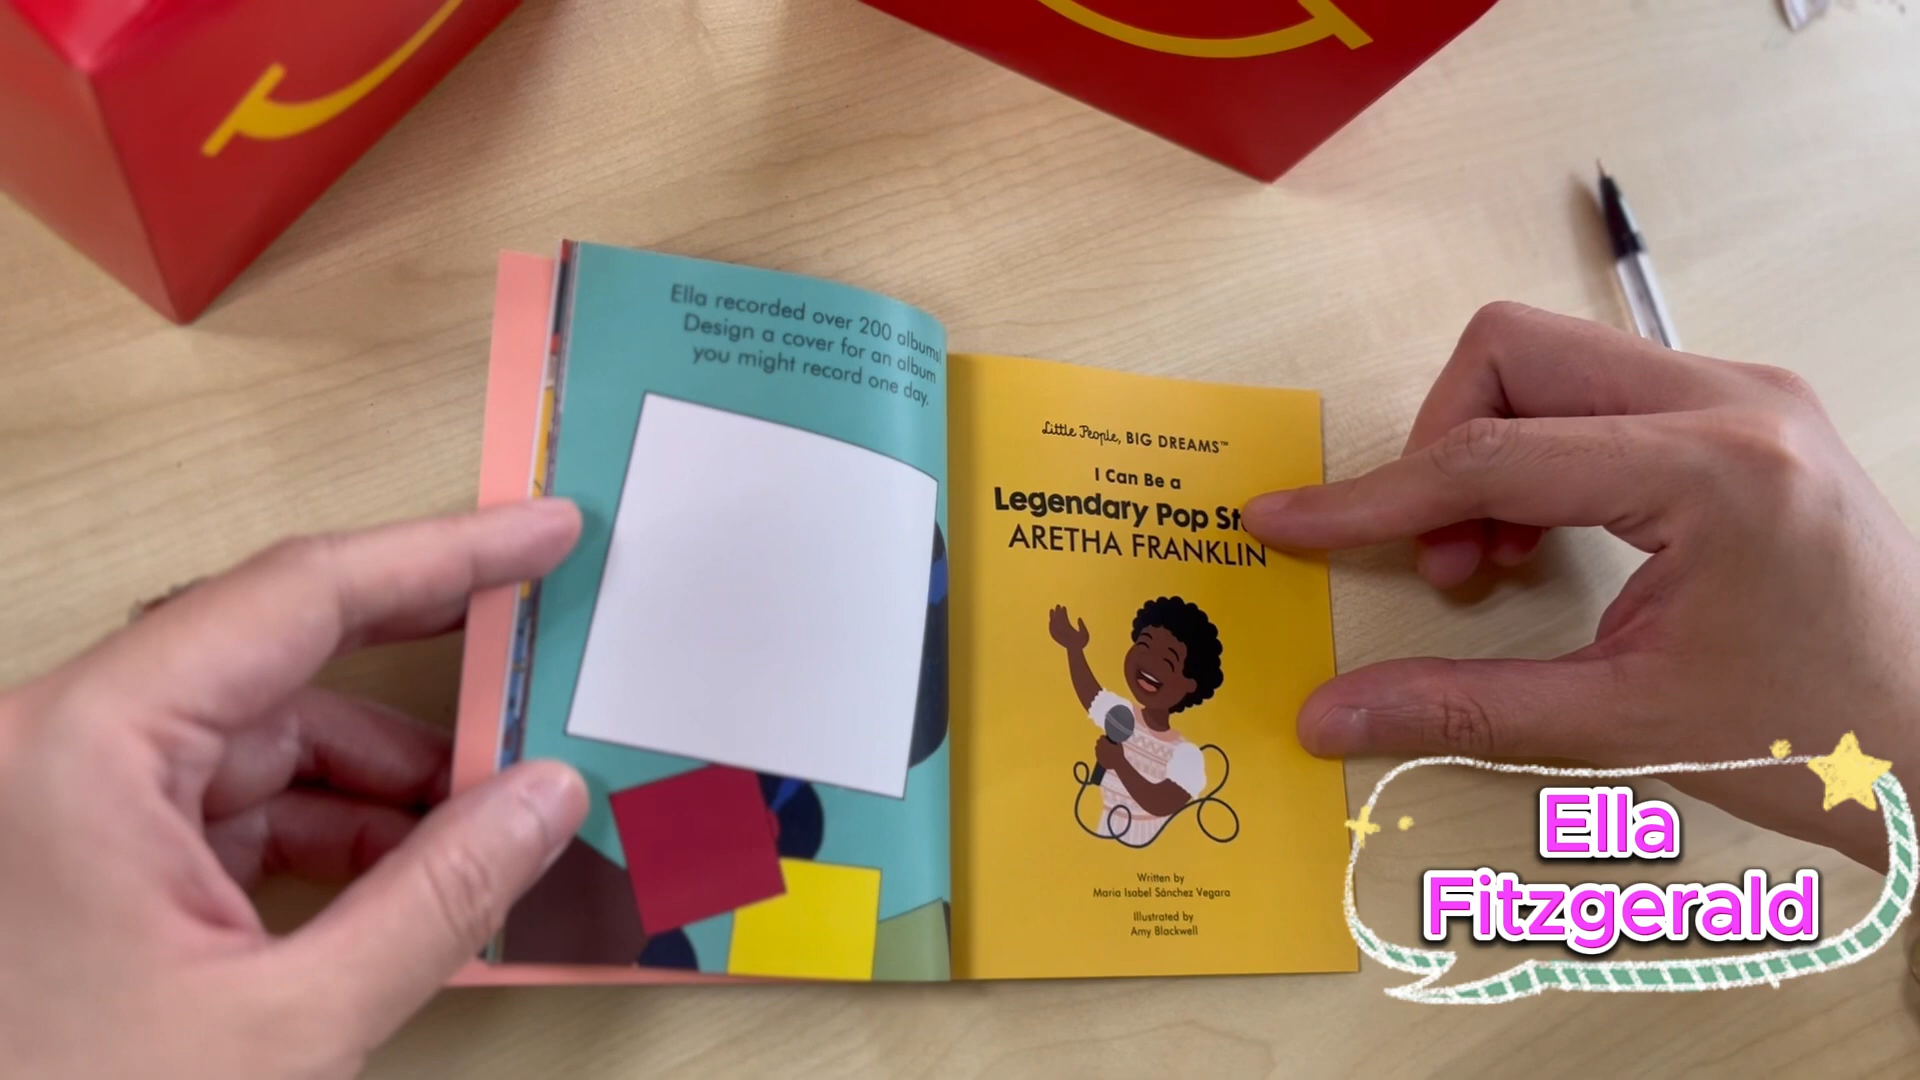 Ella recorded over 200 albums!
Design a cover for an album
you might record one day.
Little People, BIG DREAMS™
I Can Be a
Legendary Pop
ARETHA FRANKLIN
Written by
Maria Isabel Sánchez Vegara
Illustrated by
Amy Blackwell
Ella
Fitzgerald